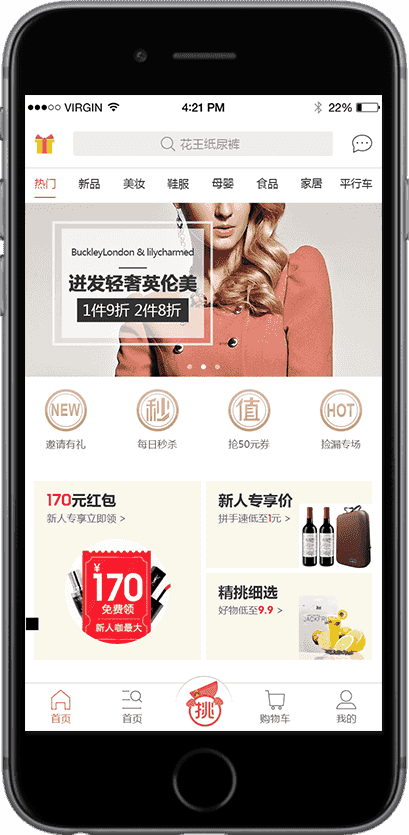 VIRGIN
4:21 PM
22%
花王纸尿裤
热门 新品 美妆 鞋服 母婴 食品 家居 平行车
BuckleyLondon & lilycharmed
迸发轻奢英伦美
1件9折 2件8折
NEW 秒 值 HOT
邀请有礼 每日秒杀 抢50元券 捡漏专场
170元红包
新人专享立即领 >
¥
170
免费领
新人咖最大
新人专享价
拼手速低至1元 >
精挑细选
好物低至9.9 >
挑
首页 首页 购物车 我的